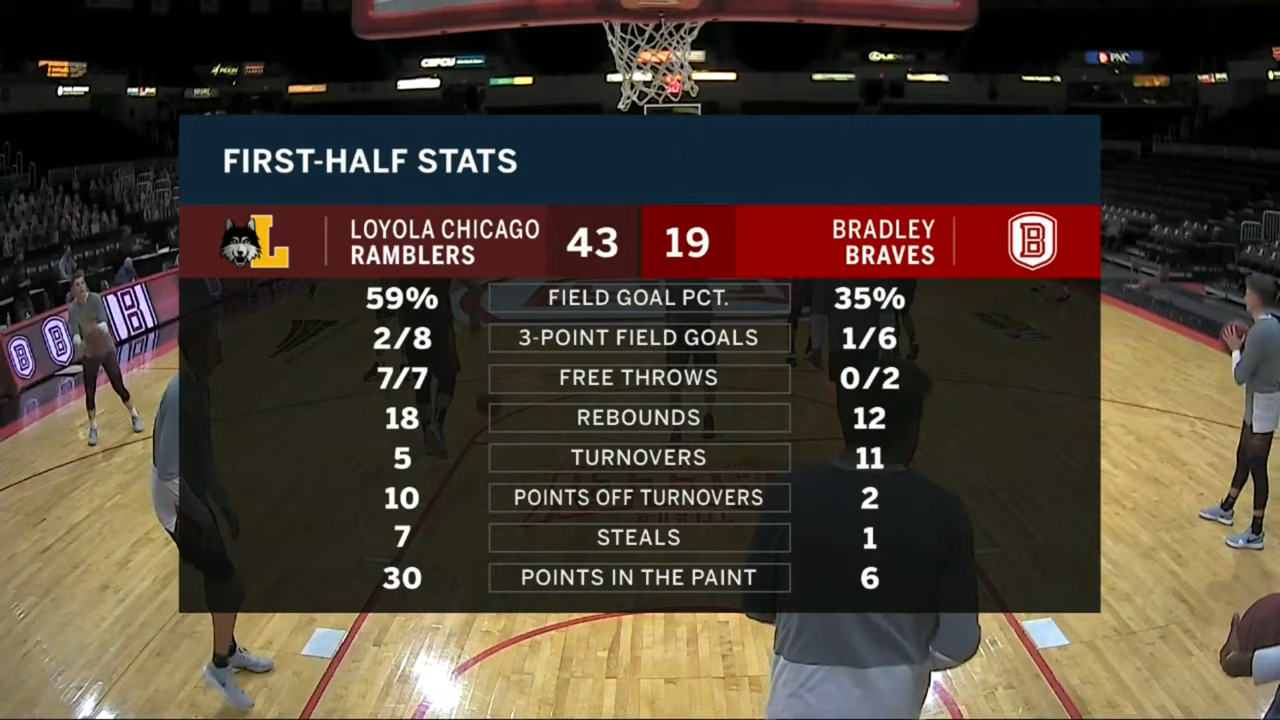 CEFCU
PNC
FIRST-HALF STATS
LOYOLA CHICAGO
RAMBLERS
43
19
BRADLEY
BRAVES
L
B
59% FIELD GOAL PCT. 35%
2/8 3-POINT FIELD GOALS 1/6
7/7 FREE THROWS 0/2
18 REBOUNDS 12
5 TURNOVERS 11
10 POINTS OFF TURNOVERS 2
7 STEALS 1
30 POINTS IN THE PAINT 6
B B B